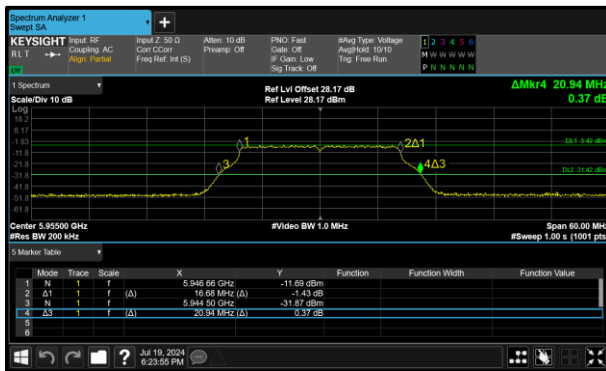 Spectrum Analyzer 1
Swept SA
KEYSIGHT Input: RF Input Z: 50 Ω Atten: 10 dB PNO: Fast #Avg Type: Voltage 1 2 3 4 5 6
RLT Coupling: AC Corr CCorr Preamp: Off Gate: Off Avg|Hold: 10/10 M W W W W W
Align: Partial Freq Ref: Int (S) IF Gain: Low Trig: Free Run P N N N N N
Sig Track: Off
1 Spectrum Ref Lvl Offset 28.17 dB ΔMkr4 20.94 MHz
Scale/Div 10 dB Ref Level 28.17 dBm 0.37 dB
Log
18.2
8.17
-1.83 1 2Δ1 DL1 -5.42 dBm
-11.8
-21.8 3 4Δ3 DL2 -31.42 dBm
-31.8
-41.8
-51.8
-61.8
Center 5.95500 GHz #Video BW 1.0 MHz Span 60.00 MHz
#Res BW 200 kHz #Sweep 1.00 s (1001 pts
5 Marker Table
Mode Trace Scale X Y Function Function Width Function Value
1 N 1 f 5.946 66 GHz -11.69 dBm
2 Δ1 1 f (Δ) 16.68 MHz (Δ) -1.43 dB
3 N 1 f 5.944 50 GHz -31.87 dBm
4 Δ3 1 f (Δ) 20.94 MHz (Δ) 0.37 dB
5
6
? Jul 19, 2024
6:23:55 PM